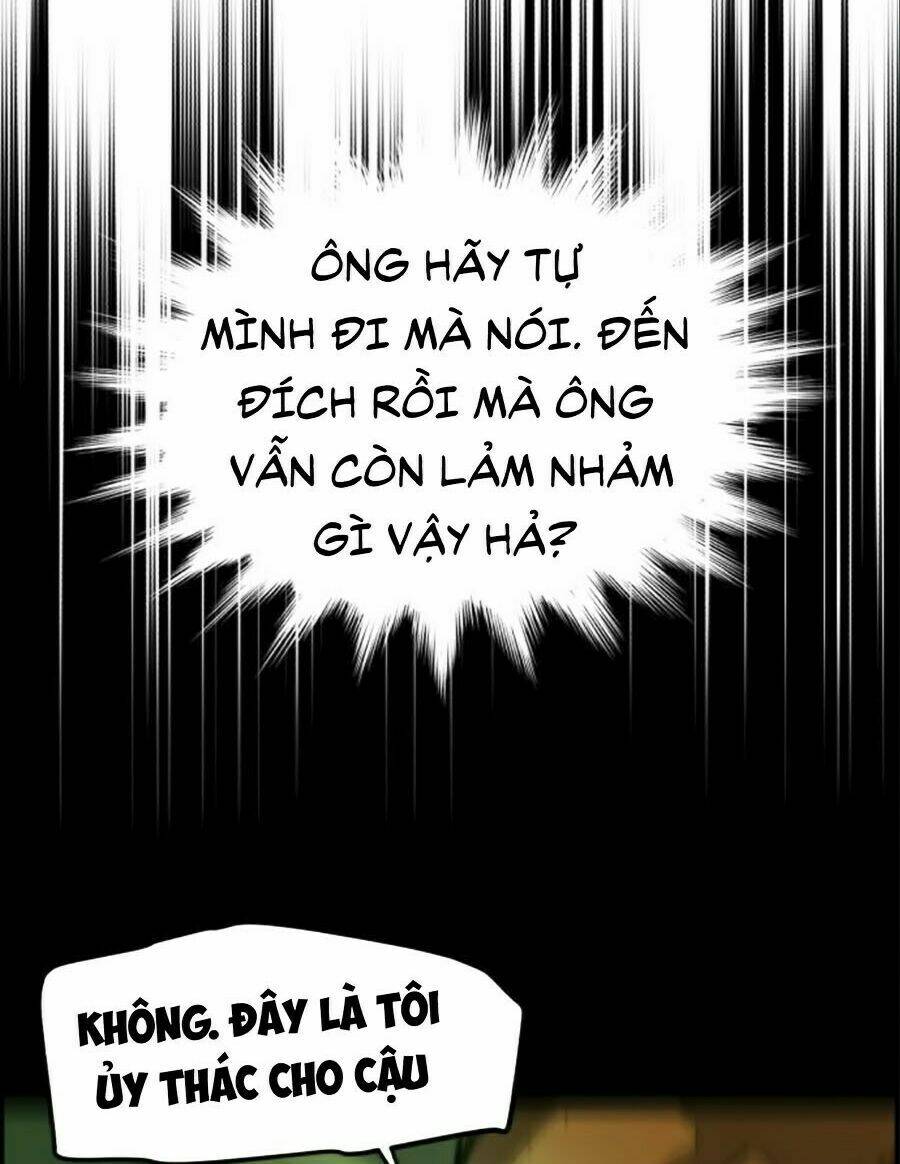 ÔNG HÃY TỰ
MÌNH ĐI MÀ NÓI. ĐẾN
ĐÍCH RỒI MÀ ÔNG
VẪN CÒN LẢM NHẢM
GÌ VẬY HẢ?
KHÔNG. ĐÂY LÀ TÔI
ỦY THÁC CHO CẬU